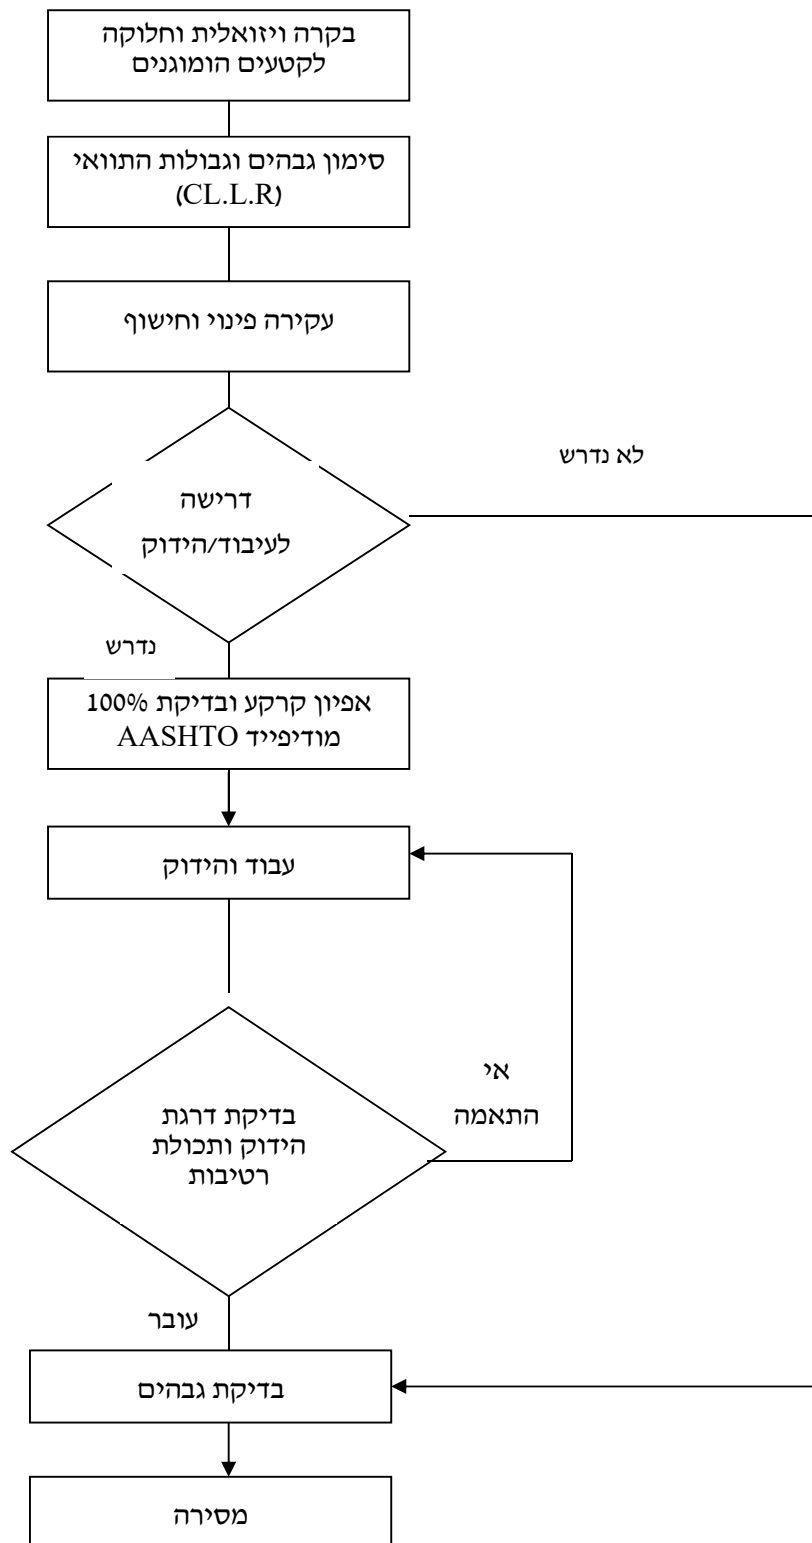 בקרה ויזואלית וחלוקה
לקטעים הומוגנים
סימון גבהים וגבולות התוואי
(CL.L.R)
עקירה פינוי וחישוף
דרישה
לעיבוד/הידוק
לא נדרש
נדרש
אפיון קרקע ובדיקת 100%
מודיפייד AASHTO
עבוד והידוק
בדיקת דרגת
הידוק ותכולת
רטיבות
אי
התאמה
עובר
בדיקת גבהים
מסירה